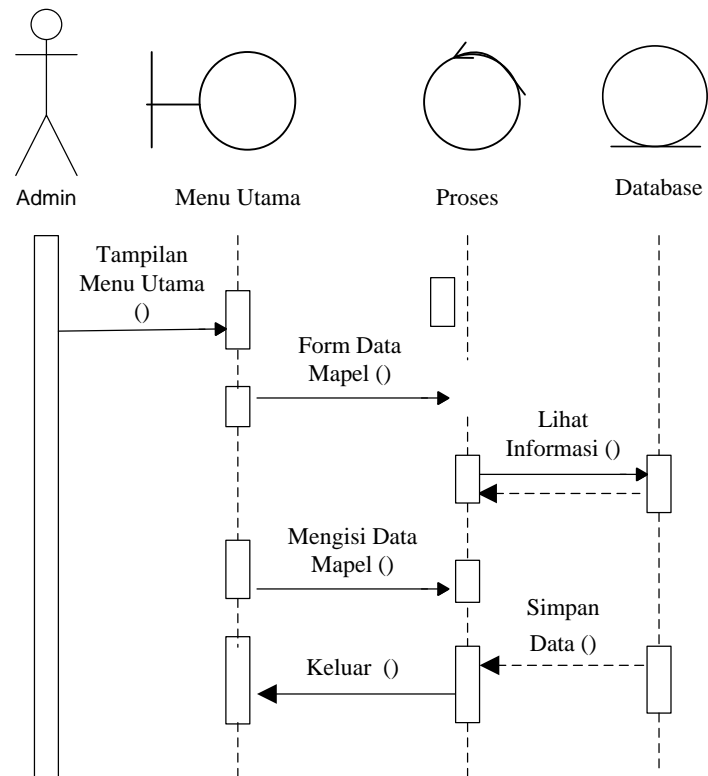 Admin
Menu Utama
Proses
Database
Tampilan
Menu Utama
()
Form Data
Mapel ()
Lihat
Informasi ()
Mengisi Data
Mapel ()
Simpan
Data ()
Keluar ()